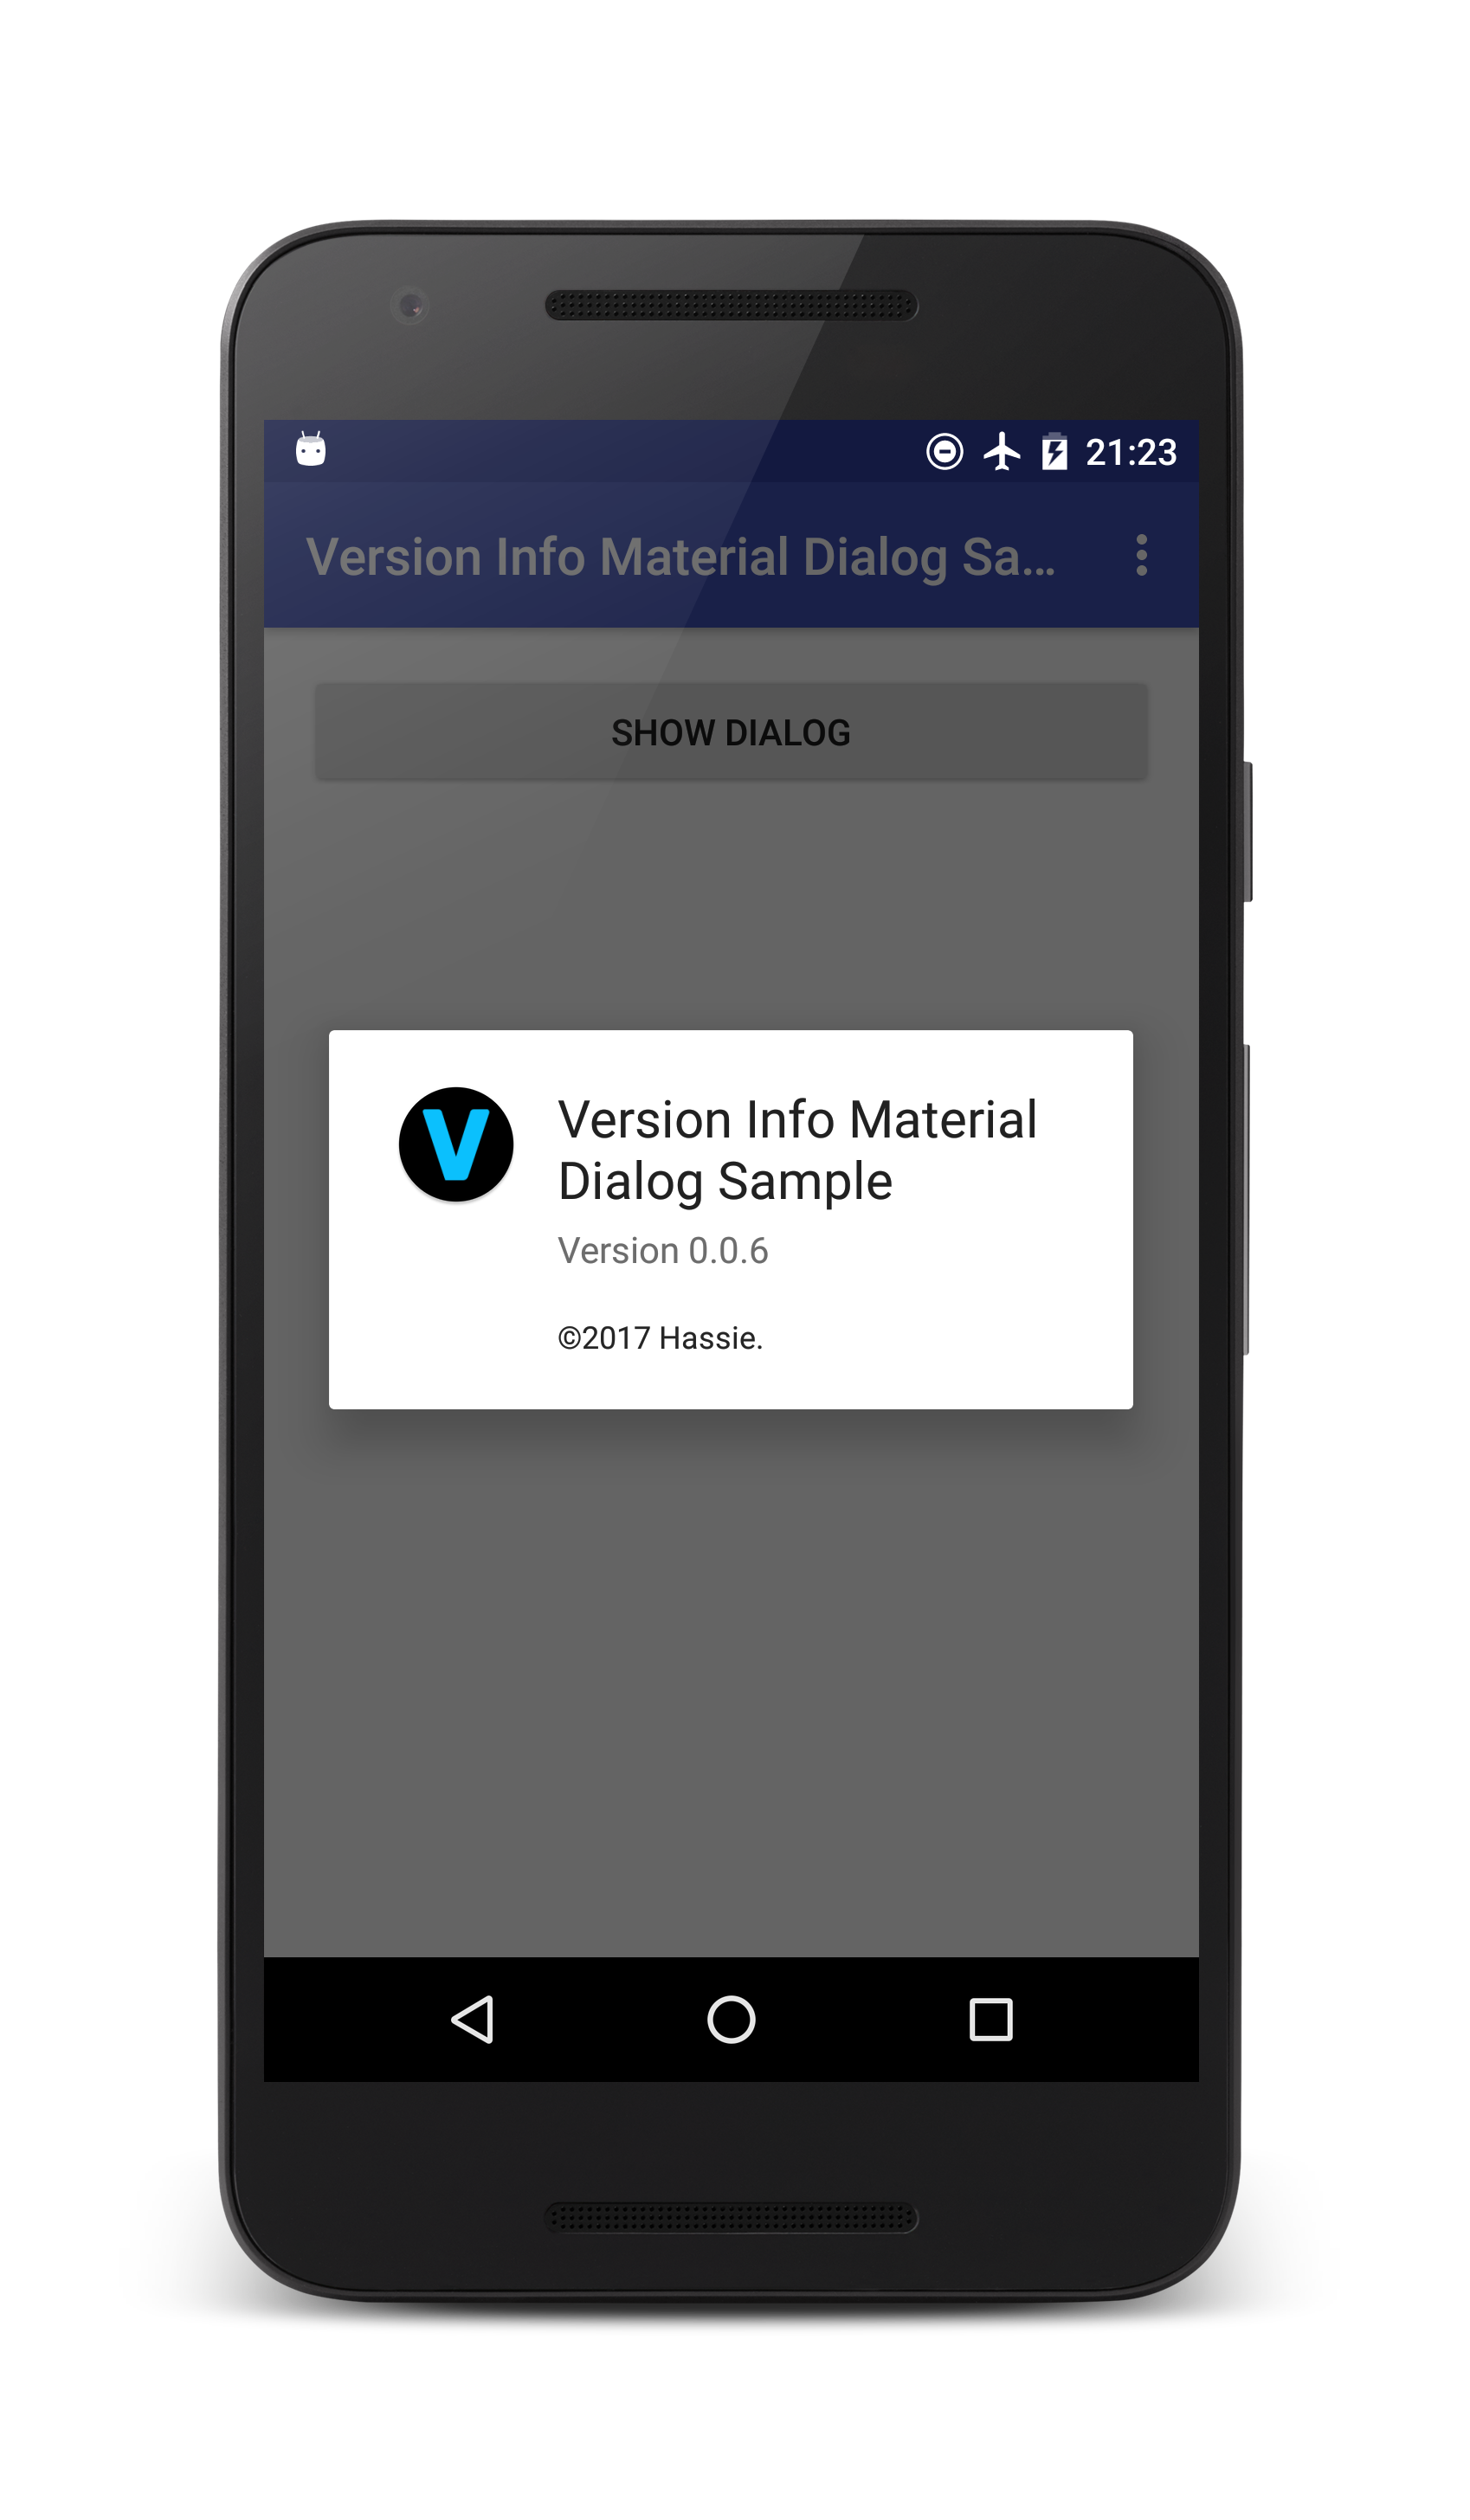 21:23
Version Info Material Dialog Sa...
SHOW DIALOG
V
Version Info Material
Dialog Sample
Version 0.0.6
©2017 Hassie.